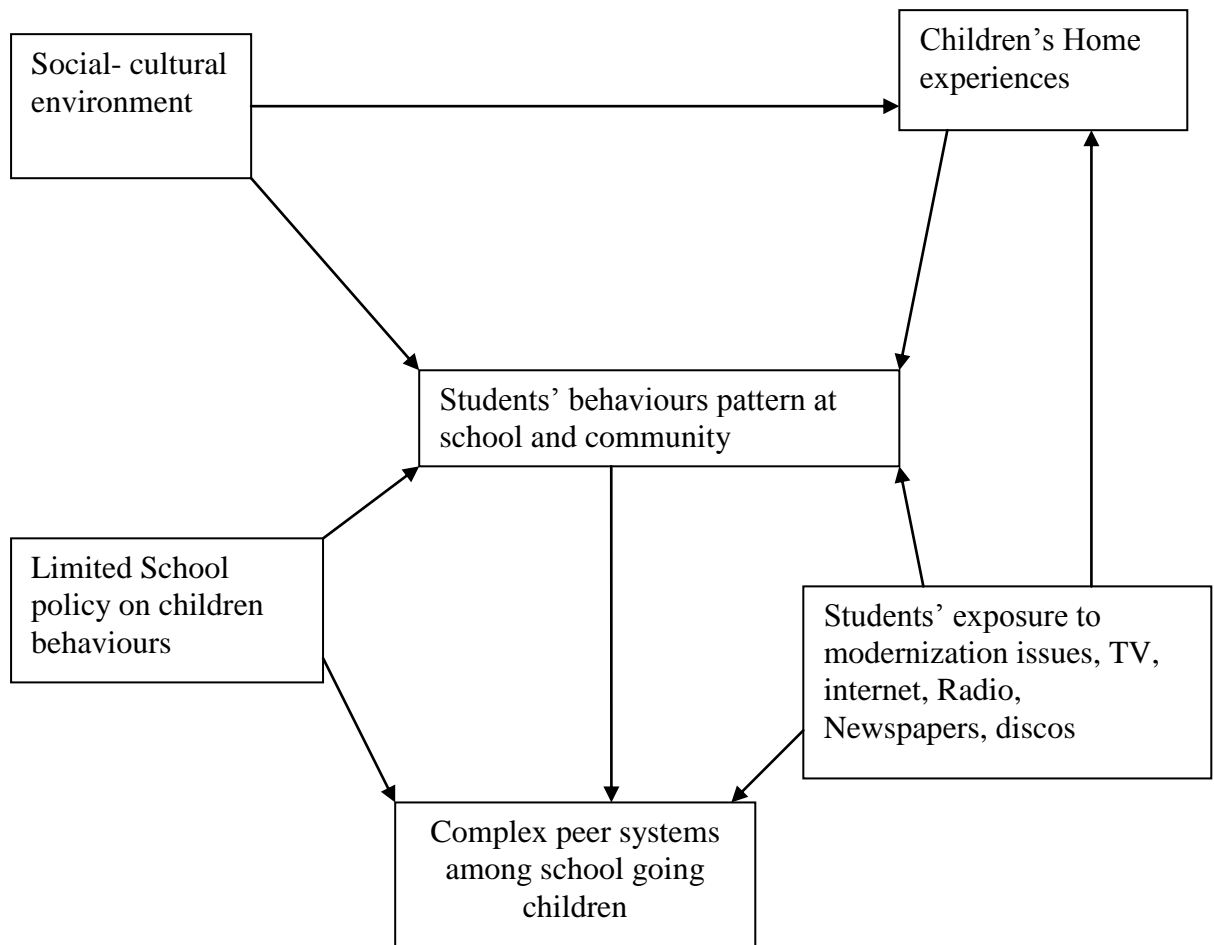 Social- cultural
environment
Children’s Home
experiences
Students’ behaviours pattern at
school and community
Limited School
policy on children
behaviours
Students’ exposure to
modernization issues, TV,
internet, Radio,
Newspapers, discos
Complex peer systems
among school going
children